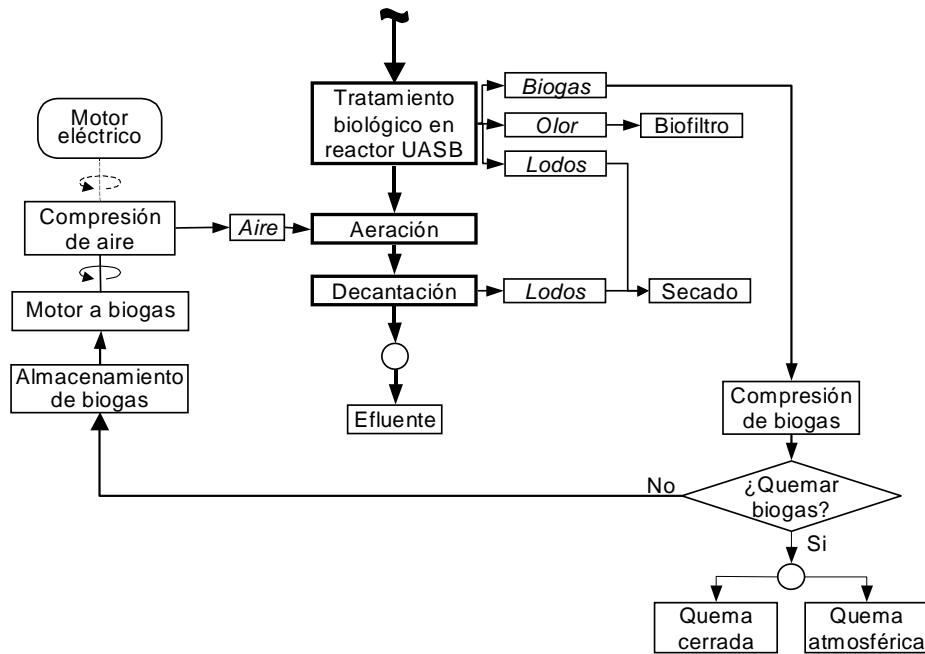 Tratamiento
biológico en
reactor UASB
Biogas
Olor
Biofiltro
Lodos
Motor
eléctrico
Compresión
de aire
Aire
Aeración
Decantación
Lodos
Secado
Motor a biogas
Almacenamiento
de biogas
Efluente
Compresión
de biogas
¿Quemar
biogas?
No
Si
Quema
cerrada
Quema
atmosférica